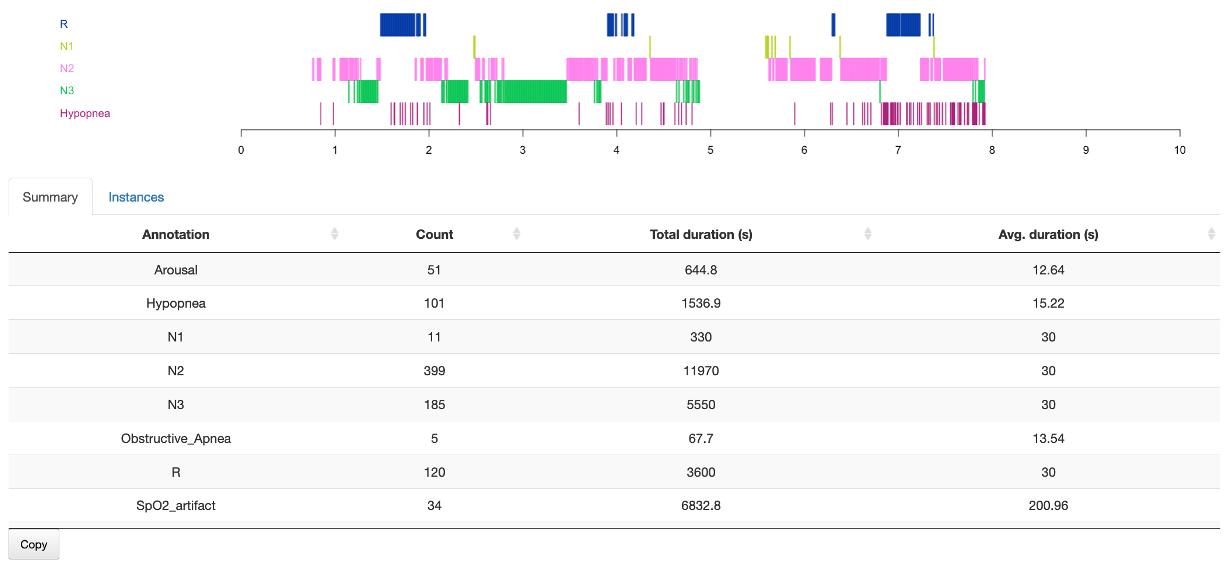 R
N1
N2
N3
Hypopnea
0 1 2 3 4 5 6 7 8 9 10
Summary Instances
Annotation Count Total duration (s) Avg. duration (s)
Arousal 51 644.8 12.64
Hypopnea 101 1536.9 15.22
N1 11 330 30
N2 399 11970 30
N3 185 5550 30
Obstructive_Apnea 5 67.7 13.54
R 120 3600 30
SpO2_artifact 34 6832.8 200.96
Copy